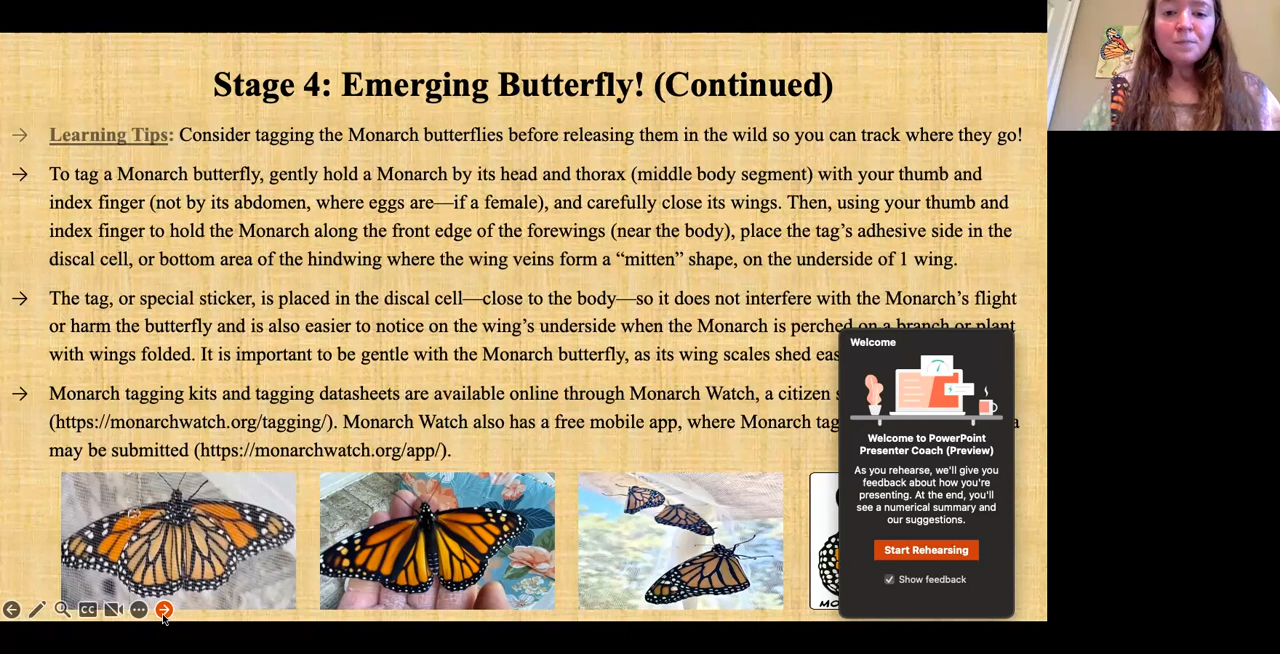 Stage 4: Emerging Butterfly! (Continued)
→ Learning Tips: Consider tagging the Monarch butterflies before releasing them in the wild so you can track where they go!
→ To tag a Monarch butterfly, gently hold a Monarch by its head and thorax (middle body segment) with your thumb and
index finger (not by its abdomen, where eggs are—if a female), and carefully close its wings. Then, using your thumb and
index finger to hold the Monarch along the front edge of the forewings (near the body), place the tag’s adhesive side in the
discal cell, or bottom area of the hindwing where the wing veins form a “mitten” shape, on the underside of 1 wing.
→ The tag, or special sticker, is placed in the discal cell—close to the body—so it does not interfere with the Monarch’s flight
or harm the butterfly and is also easier to notice on the wing’s underside when the Monarch is perched on a branch or plant
with wings folded. It is important to be gentle with the Monarch butterfly, as its wing scales shed
→ Monarch tagging kits and tagging datasheets are available online through Monarch Watch, a citizen
(https://monarchwatch.org/tagging/). Monarch Watch also has a free mobile app, where Monarch
may be submitted (https://monarchwatch.org/app/).
Welcome
Welcome to PowerPoint
Presenter Coach (Preview)
As you rehearse, we'll give you
feedback about how you're
presenting. At the end, you'll
see a numerical summary and
our suggestions.
Start Rehearsing
Show feedback
CC